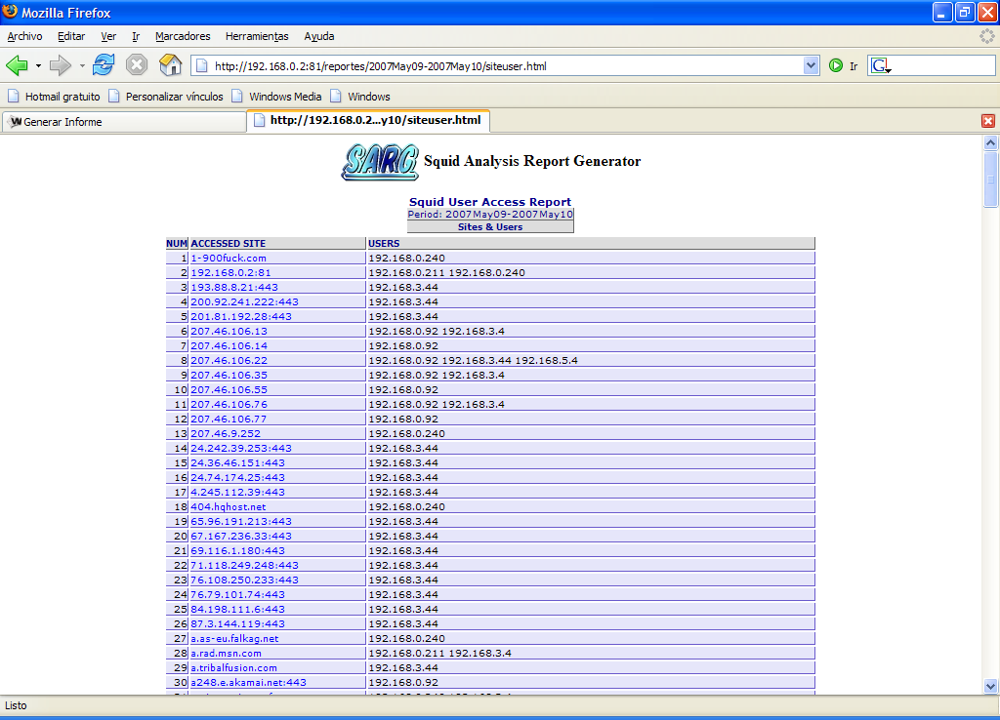 Mozilla Firefox
Archivo Editar Ver Ir Marcadores Herramientas Ayuda
http://192.168.0.2:81/reportes/2007May09-2007May10/siteuser.html Ir G
Hotmail gratuito Personalizar vínculos Windows Media Windows
W Generar Informe http://192.168.0.2...y10/siteuser.html
SARG Squid Analysis Report Generator
Squid User Access Report
Period: 2007May09-2007May10
Sites & Users
NUM ACCESSED SITE USERS
1 1-900fuck.com 192.168.0.240
2 192.168.0.2:81 192.168.0.211 192.168.0.240
3 193.88.8.21:443 192.168.3.44
4 200.92.241.222:443 192.168.3.44
5 201.81.192.28:443 192.168.3.44
6 207.46.106.13 192.168.0.92 192.168.3.4
7 207.46.106.14 192.168.0.92
8 207.46.106.22 192.168.0.92 192.168.3.44 192.168.5.4
9 207.46.106.35 192.168.0.92 192.168.3.4
10 207.46.106.55 192.168.0.92
11 207.46.106.76 192.168.0.92 192.168.3.4
12 207.46.106.77 192.168.0.92
13 207.46.9.252 192.168.0.240
14 24.242.39.253:443 192.168.3.44
15 24.36.46.151:443 192.168.3.44
16 24.74.174.25:443 192.168.3.44
17 4.245.112.39:443 192.168.3.44
18 404.hqhost.net 192.168.0.240
19 65.96.191.213:443 192.168.3.44
20 67.167.236.33:443 192.168.3.44
21 69.116.1.180:443 192.168.3.44
22 71.118.249.248:443 192.168.3.44
23 76.108.250.233:443 192.168.3.44
24 76.79.101.74:443 192.168.3.44
25 84.198.111.6:443 192.168.3.44
26 87.3.144.119:443 192.168.3.44
27 a.as-eu.falkag.net 192.168.0.240
28 a.rad.msn.com 192.168.0.211 192.168.3.4
29 a.tribalfusion.com 192.168.3.44
30 a248.e.akamai.net:443 192.168.0.92
Listo